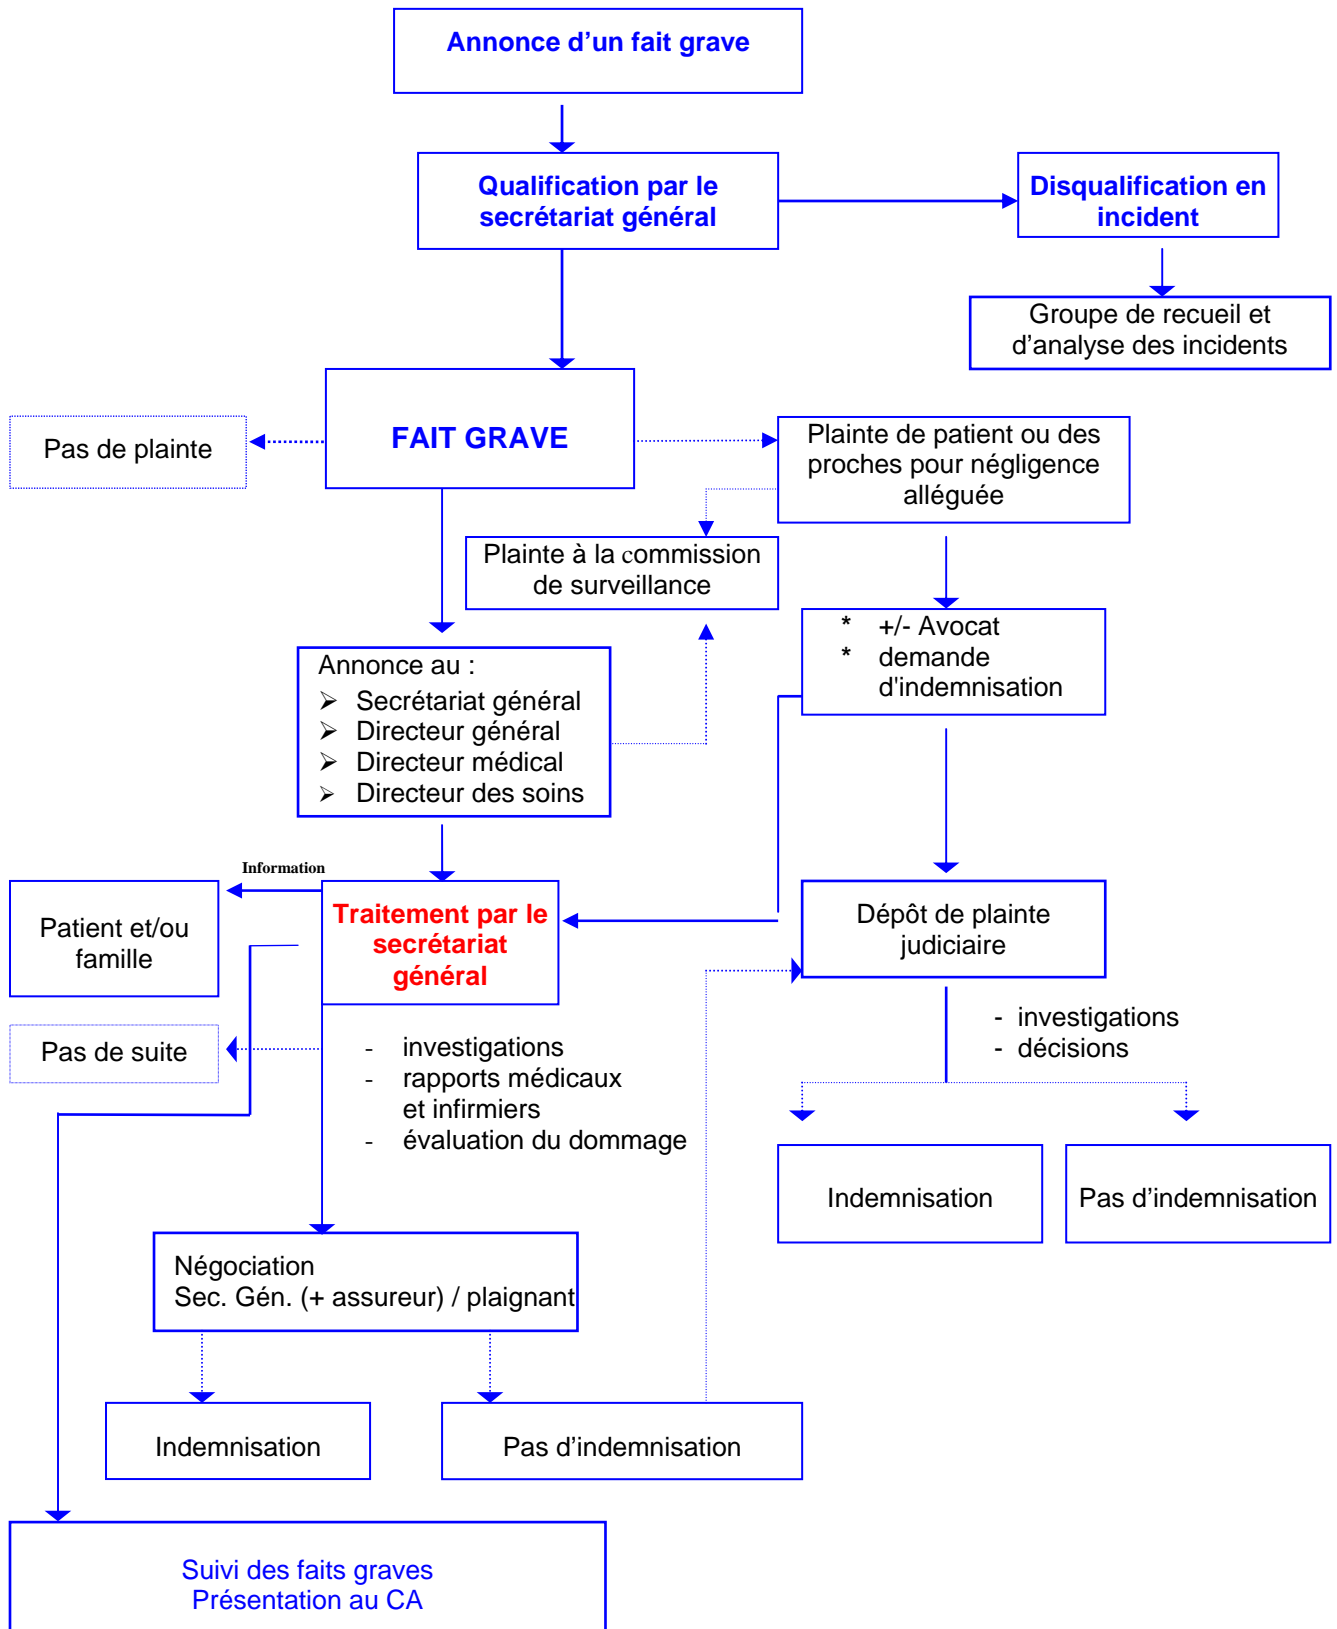 Annonce d’un fait grave
Qualification par le
secrétariat général
Disqualification en
incident
Groupe de recueil et
d’analyse des incidents
FAIT GRAVE
Pas de plainte
Plainte de patient ou des
proches pour négligence
alléguée
Plainte à la commission
de surveillance
* +/- Avocat
* demande
d'indemnisation
Annonce au :
➢ Secrétariat général
➢ Directeur général
➢ Directeur médical
➢ Directeur des soins
Information
Patient et/ou
famille
Traitement par le
secrétariat
général
Dépôt de plainte
judiciaire
Pas de suite
- investigations
- rapports médicaux
et infirmiers
- évaluation du dommage
- investigations
- décisions
Indemnisation
Pas d’indemnisation
Négociation
Sec. Gén. (+ assureur) / plaignant
Indemnisation
Pas d’indemnisation
Suivi des faits graves
Présentation au CA